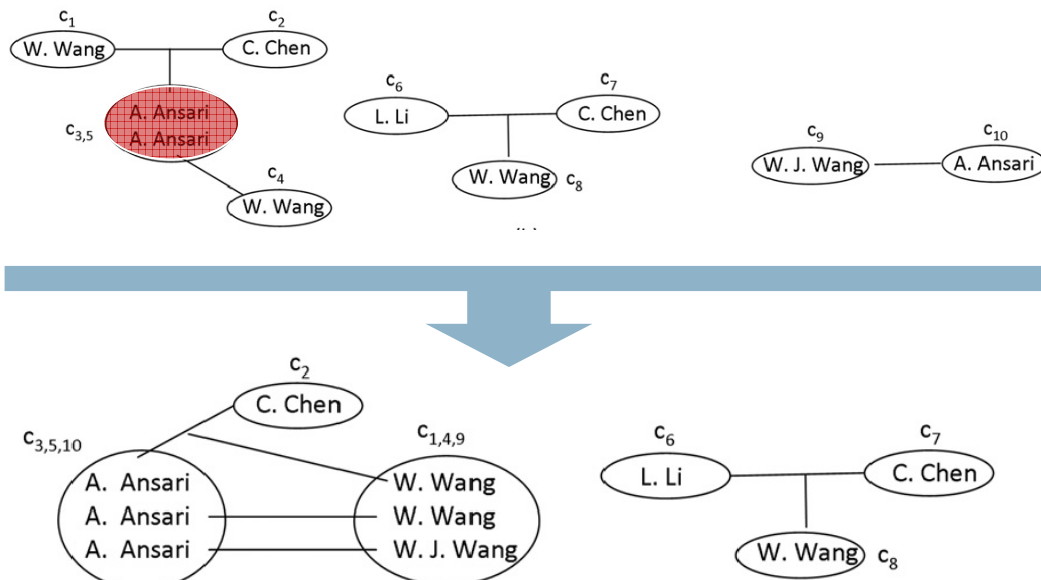 c1 c2
W. Wang C. Chen
c6 c7
A. Ansari L. Li C. Chen
c3,5 A. Ansari
c9 c10
c4 W. Wang c8 W. J. Wang A. Ansari
W. Wang
c2
C. Chen
c3,5,10 c1,4,9 c6 c7
A. Ansari W. Wang L. Li C. Chen
A. Ansari W. Wang
A. Ansari W. J. Wang W. Wang c8